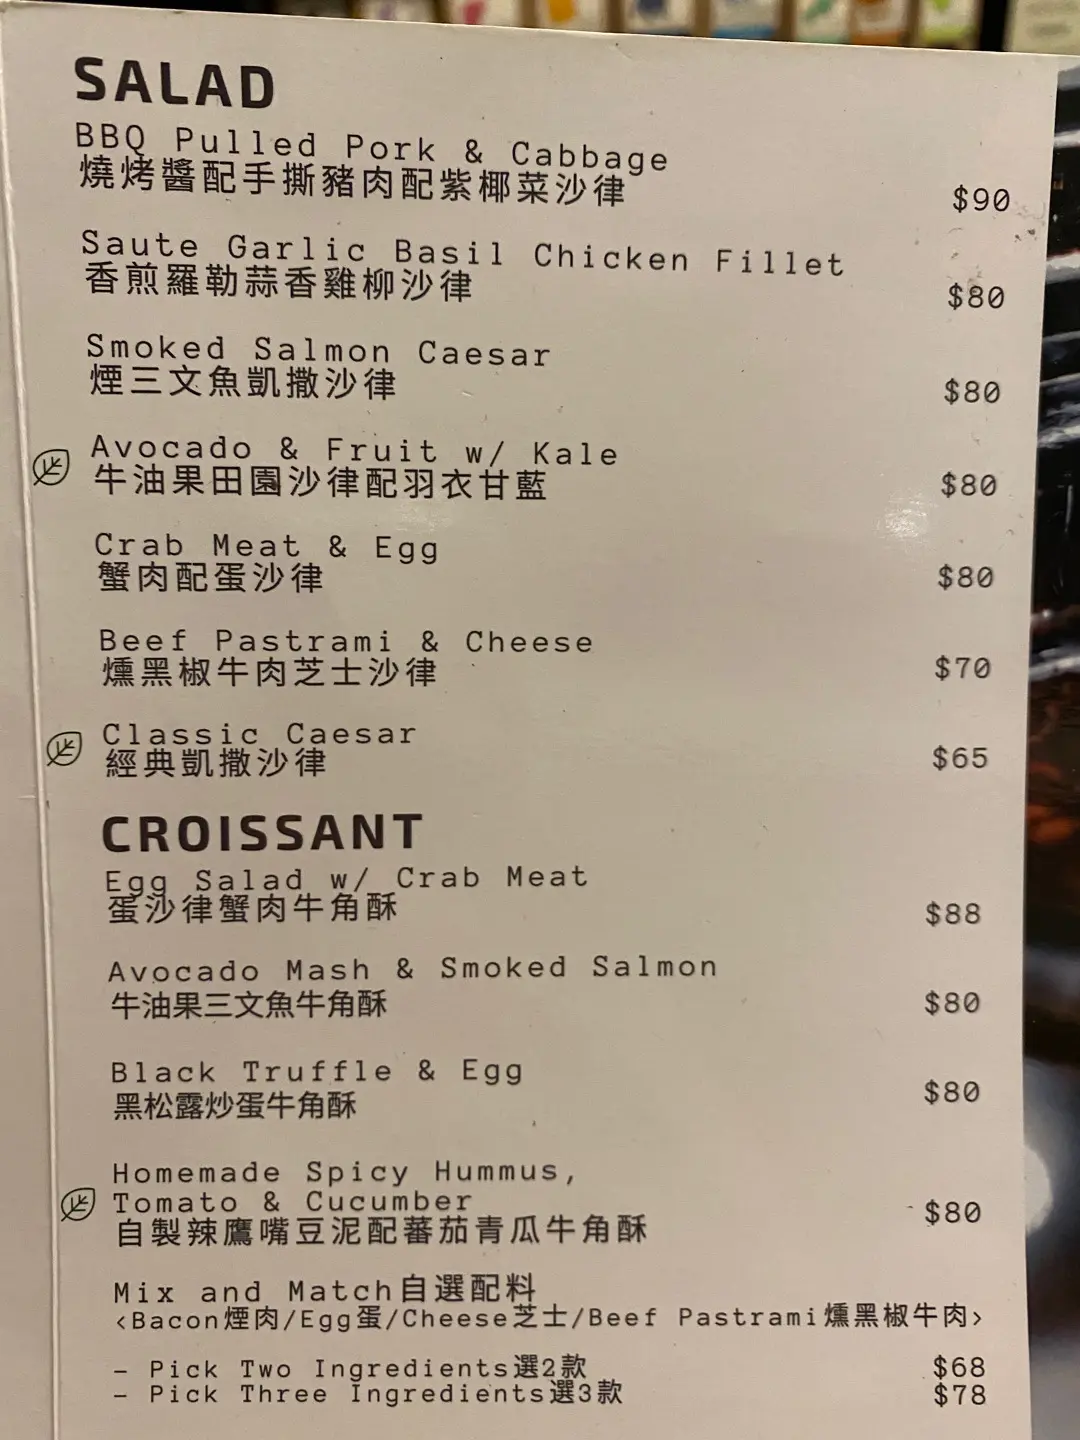 SALAD
BBQ Pulled Pork & Cabbage
燒烤醬配手撕豬肉配紫椰菜沙律
$90
Saute Garlic Basil Chicken Fillet
香煎羅勒蒜香雞柳沙律
$80
Smoked Salmon Caesar
煙三文魚凱撒沙律
$80
Avocado & Fruit w/ Kale
牛油果田園沙律配羽衣甘藍
$80
Crab Meat & Egg
蟹肉配蛋沙律
$80
Beef Pastrami & Cheese
燻黑椒牛肉芝士沙律
$70
Classic Caesar
經典凱撒沙律
$65
CROISSANT
Egg Salad w/ Crab Meat
蛋沙律蟹肉牛角酥
$88
Avocado Mash & Smoked Salmon
牛油果三文魚牛角酥
$80
Black Truffle & Egg
黑松露炒蛋牛角酥
$80
Homemade Spicy Hummus,
Tomato & Cucumber
自製辣鷹嘴豆泥配蕃茄青瓜牛角酥
$80
Mix and Match自選配料
<Bacon煙肉/Egg蛋/Cheese芝士/Beef Pastrami燻黑椒牛肉>
- Pick Two Ingredients選2款 $68
- Pick Three Ingredients選3款 $78